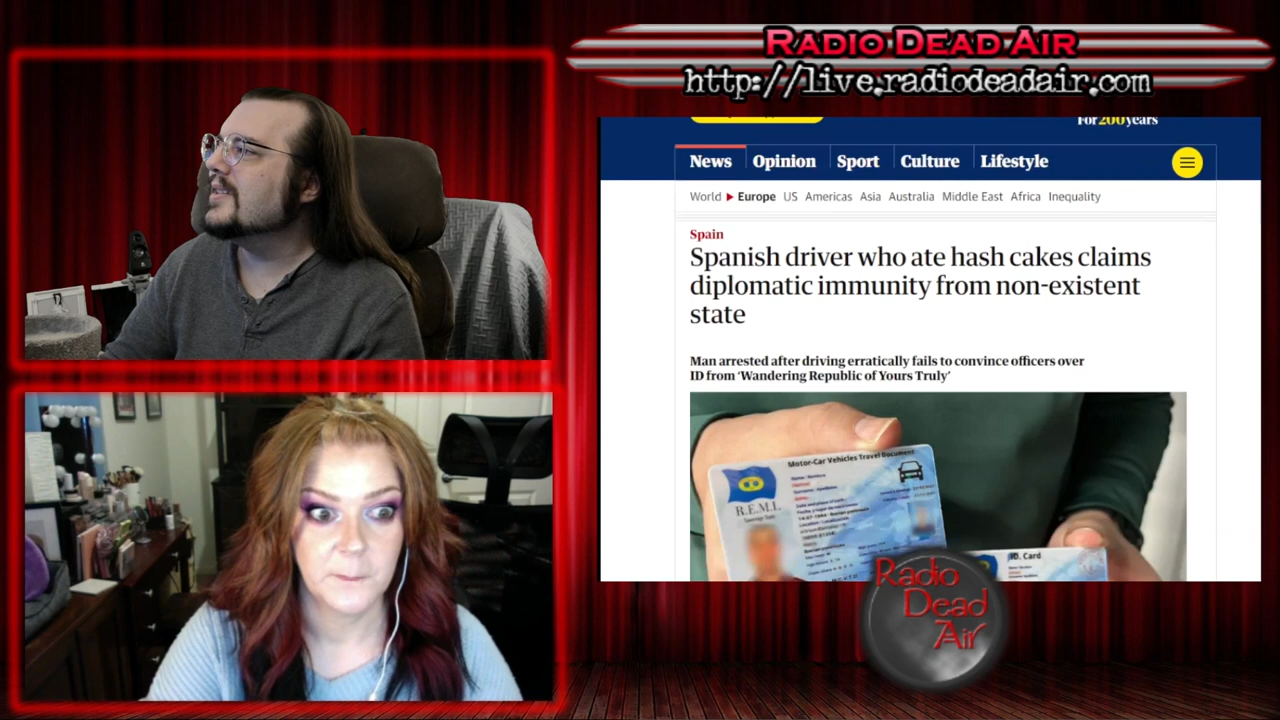 RADIO DEAD AIR
http://live.radiodeadair.com
For 200 years
News Opinion Sport Culture Lifestyle
World Europe US Americas Asia Australia Middle East Africa Inequality
Spain
Spanish driver who ate hash cakes claims
diplomatic immunity from non-existent
state
Man arrested after driving erratically fails to convince officers over
ID from ‘Wandering Republic of Yours Truly’
Motor-Car Vehicles Travel Document
R.E.M.I.
ID. Card
Radio
Dead
Air